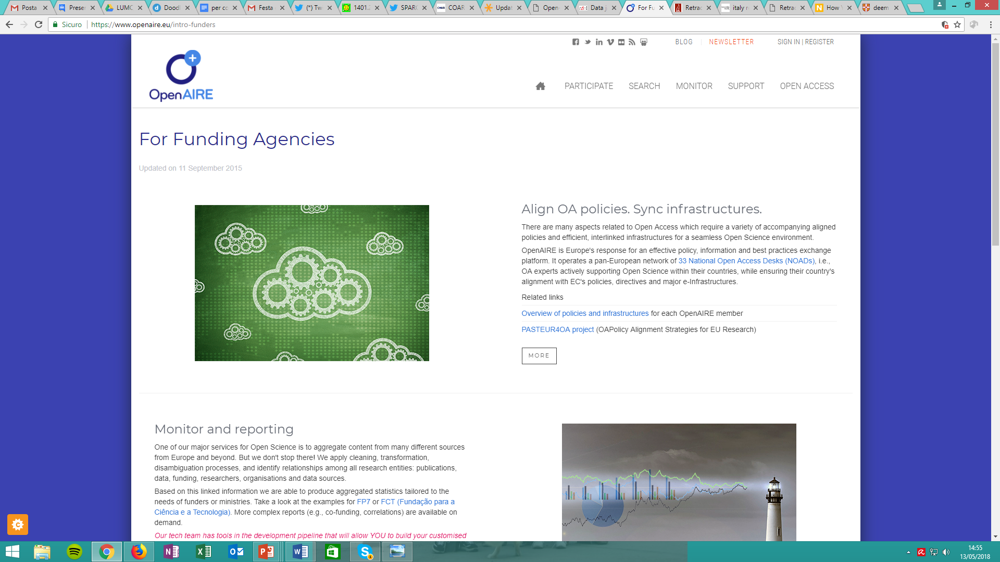 Posta
Preser
LUMC
Doodl
per co
Festa
(*) Tw
1401.2
SPARC
COAR
Updat
Open-
Data j
For Fu
Retrac
italy r
Retrac
How
deem
Sicuro https://www.openaire.eu/intro-funders
BLOG NEWSLETTER SIGN IN | REGISTER
OpenAIRE
PARTICIPATE SEARCH MONITOR SUPPORT OPEN ACCESS
For Funding Agencies
Updated on 11 September 2015
Align OA policies. Sync infrastructures.
There are many aspects related to Open Access which require a variety of accompanying aligned
policies and efficient, interlinked infrastructures for a seamless Open Science environment.
OpenAIRE is Europe's response for an effective policy, information and best practices exchange
platform. It operates a pan-European network of 33 National Open Access Desks (NOADs), i.e.,
OA experts actively supporting Open Science within their countries, while ensuring their country's
alignment with EC's policies, directives and major e-Infrastructures.
Related links
Overview of policies and infrastructures for each OpenAIRE member
PASTEUR4OA project (OAPolicy Alignment Strategies for EU Research)
MORE
Monitor and reporting
One of our major services for Open Science is to aggregate content from many different sources
from Europe and beyond. But we don't stop there! We apply cleaning, transformation,
disambiguation processes, and identify relationships among all research entities: publications,
data, funding, researchers, organisations and data sources.
Based on this linked information we are able to produce aggregated statistics tailored to the
needs of funders or ministries. Take a look at the examples for FP7 or FCT (Fundação para a
Ciência e a Tecnologia). More complex reports (e.g., co-funding, correlations) are available on
demand.
Our tech team has tools in the development pipeline that will allow YOU to build your customised
14:55
13/05/2018